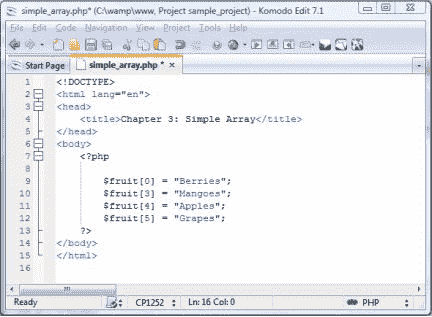 simple_array.php* (C:\wamp\www, Project sample_project) - Komodo Edit 7.1
File Edit Code Navigation View Project Tools Help
Start Page simple_array.php *
1 <!DOCTYPE>
2 <html lang="en">
3 <head>
4 <title>Chapter 3: Simple Array</title>
5 </head>
6 <body>
7 <?php
8
9 $fruit[0] = "Berries";
10 $fruit[3] = "Mangoes";
11 $fruit[4] = "Apples";
12 $fruit[5] = "Grapes";
13 ?>
14 </body>
15 </html>
16
Ready CP1252 Ln: 16 Col: 0 PHP